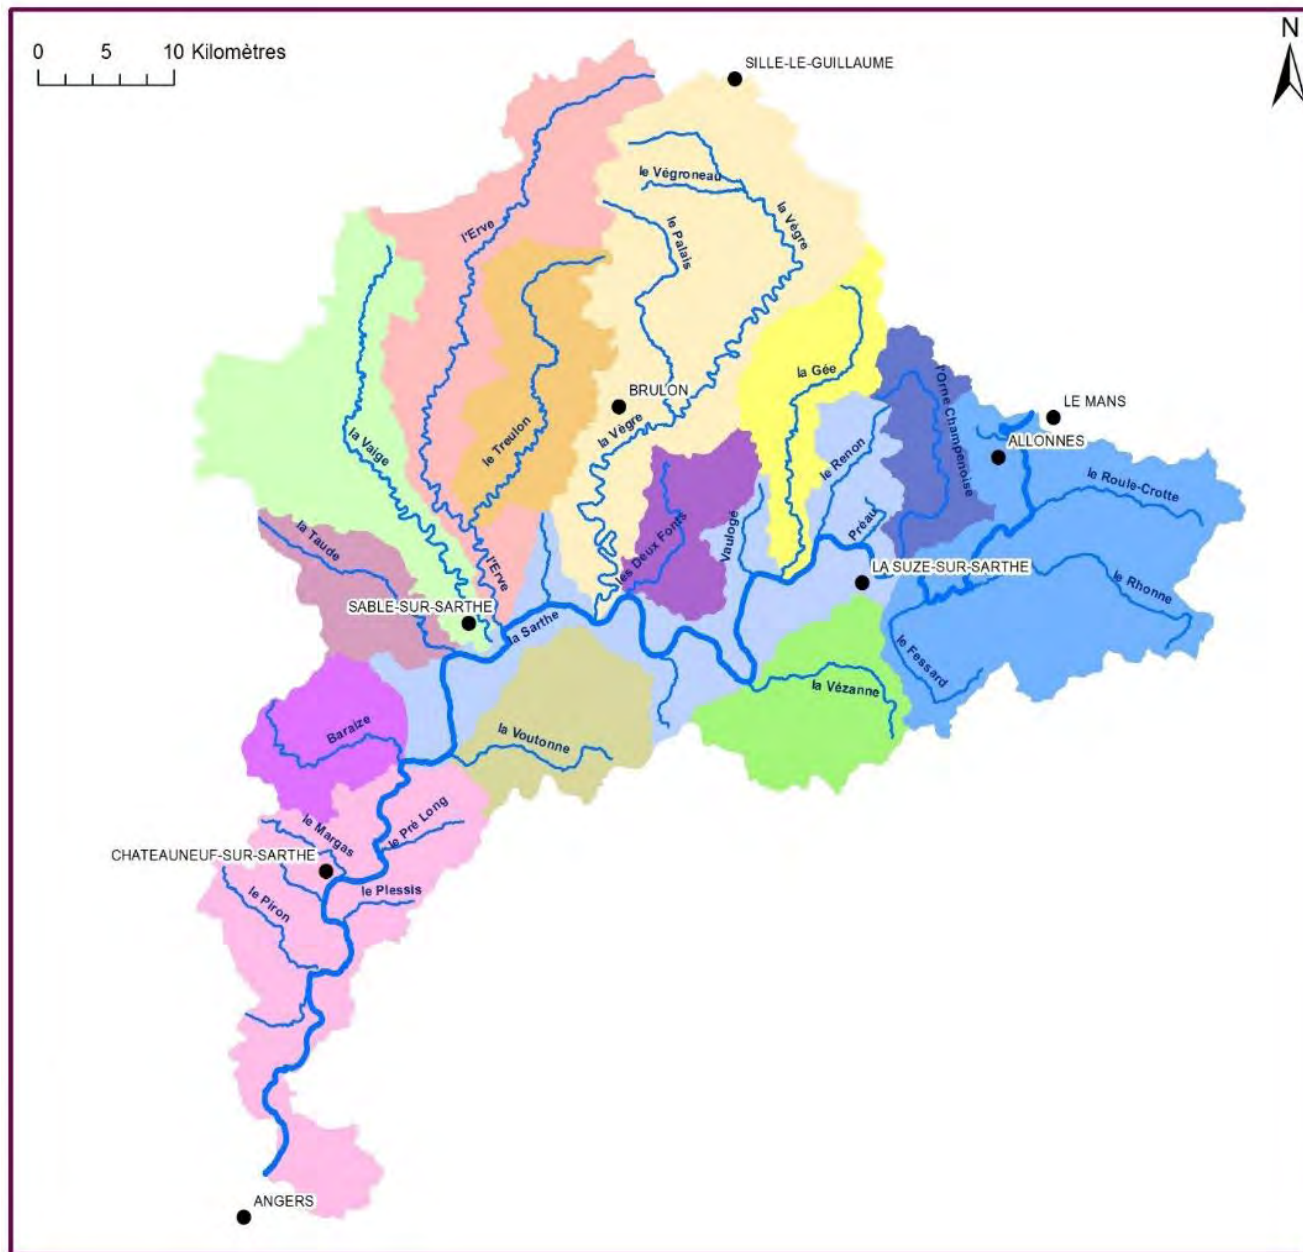 N
0 5 10 Kilomètres
SILLE-LE-GUILLAUME
le Végroneau
la Vègre
le Palais
l'Erve
la Gée
BRULON
LE MANS
la Vègre
l'Orne Champenoise
ALLONNES
la Vaige
le Treulon
le Renon
le Roule-Crotte
Préau
la Taude
Vaulogé
les Deux Fonts
l'Erve
LA SUZE-SUR-SARTHE
le Rhonne
SABLE-SUR-SARTHE
la Sarthe
le Fessard
la Vézanne
Baraize
la Voutonne
le Margas
le Pré Long
CHATEAUNEUF-SUR-SARTHE
le Plessis
le Piron
ANGERS